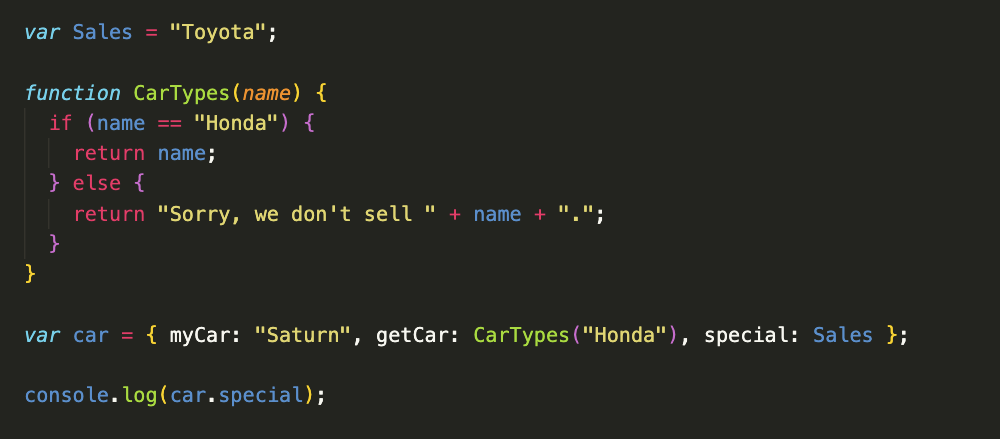 var Sales = "Toyota";
function CarTypes(name) {
if (name == "Honda") {
return name;
} else {
return "Sorry, we don't sell " + name + ".";
}
}
var car = { myCar: "Saturn", getCar: CarTypes("Honda"), special: Sales };
console.log(car.special);